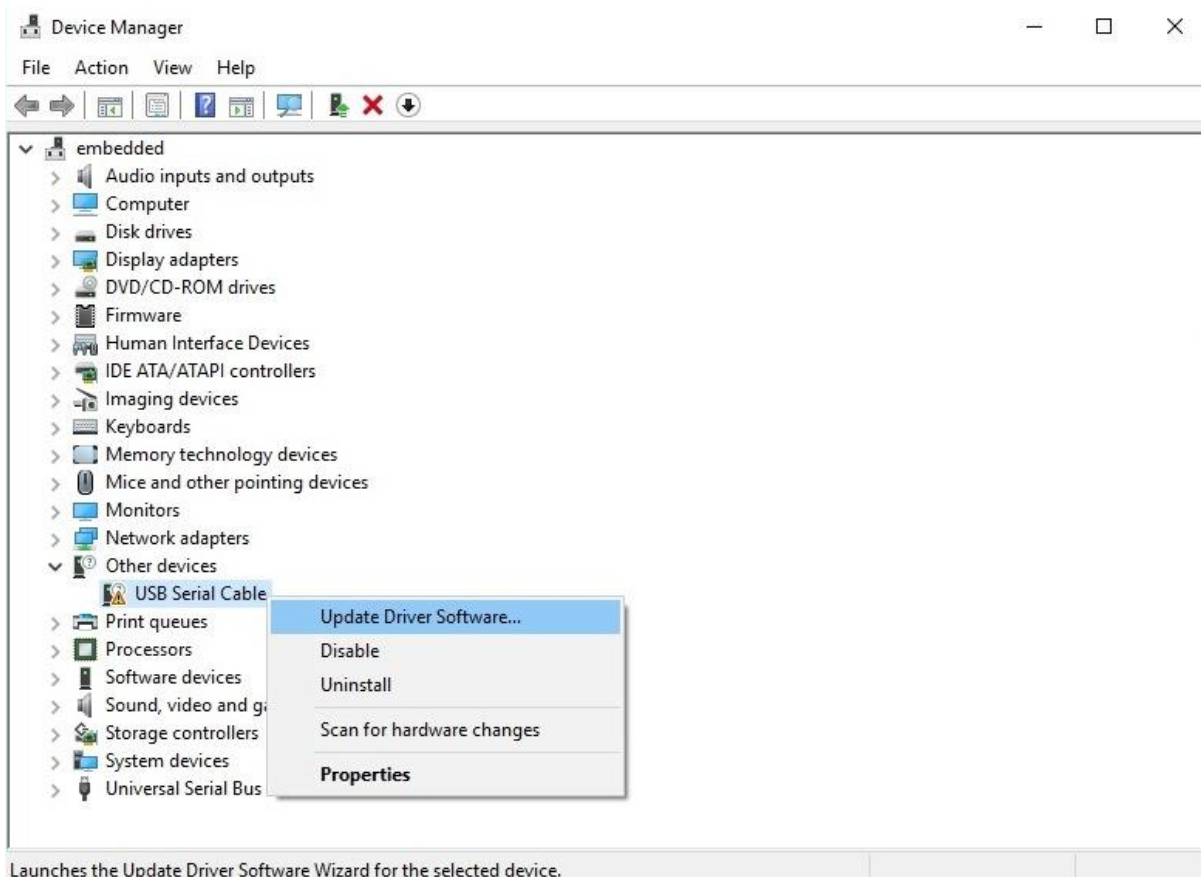 Device Manager
File Action View Help
embedded
Audio inputs and outputs
Computer
Disk drives
Display adapters
DVD/CD-ROM drives
Firmware
Human Interface Devices
IDE ATA/ATAPI controllers
Imaging devices
Keyboards
Memory technology devices
Mice and other pointing devices
Monitors
Network adapters
Other devices
USB Serial Cable
Print queues
Processors
Software devices
Sound, video and
Storage controllers
System devices
Universal Serial Bus
Update Driver Software...
Disable
Uninstall
Scan for hardware changes
Properties
Launches the Update Driver Software Wizard for the selected device.